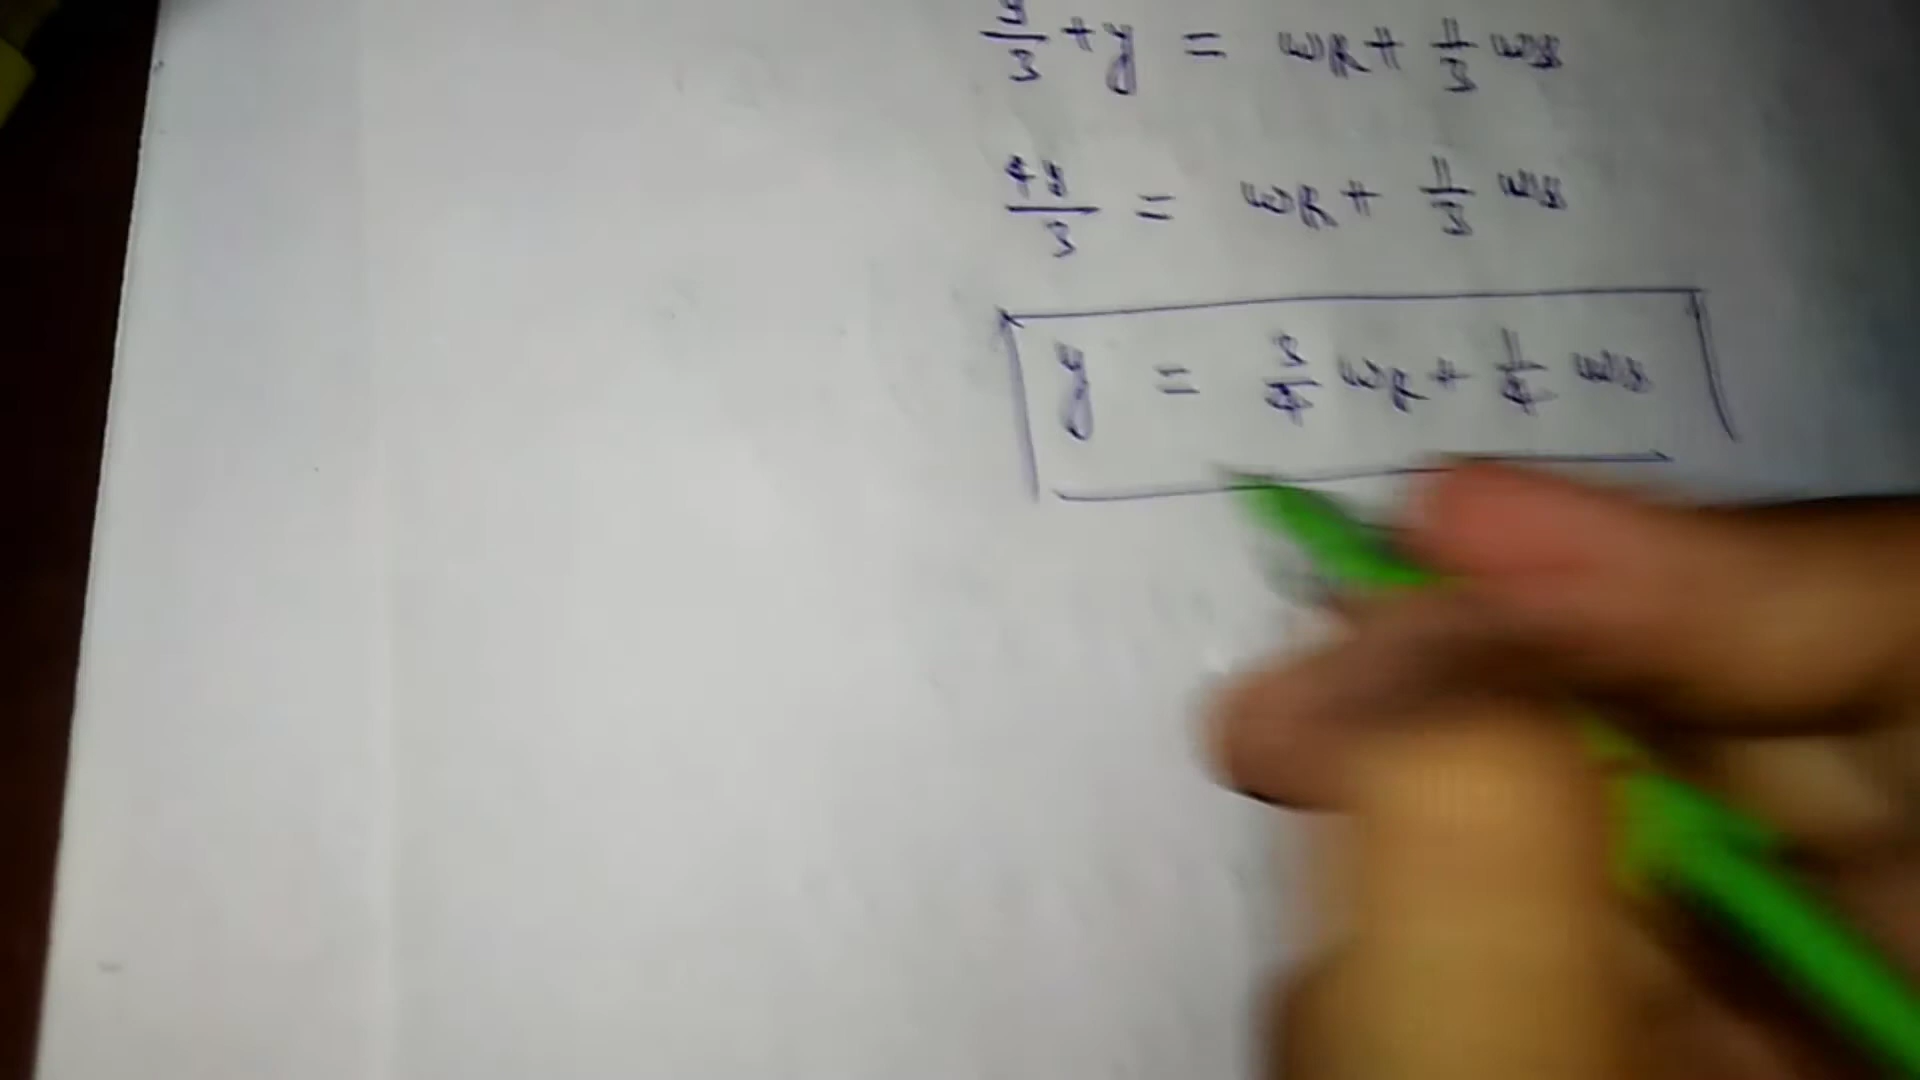 y/3 + y = ωR + 11/3 ωs
4y/3 = ωR + 11/3 ωs
y = 3/4 ωR + 11/4 ωs